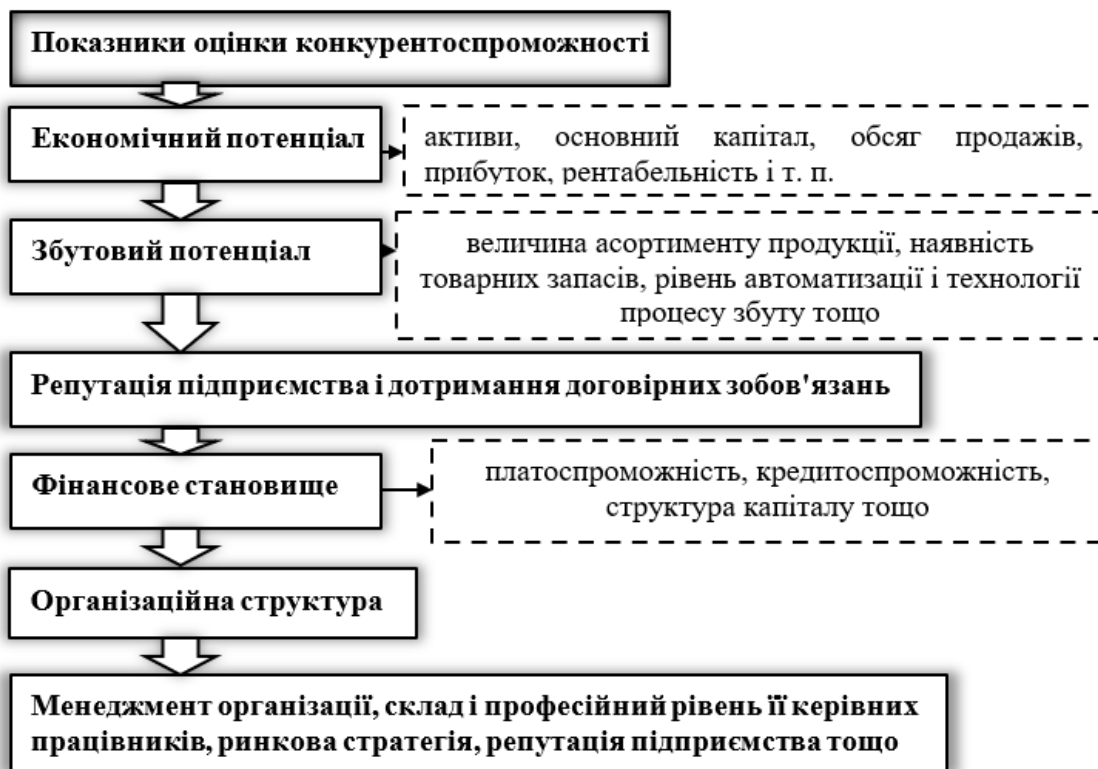 Показники оцінки конкурентоспроможності
Економічний потенціал
активи, основний капітал, обсяг продажів,
прибуток, рентабельність і т. п.
Збутовий потенціал
величина асортименту продукції, наявність
товарних запасів, рівень автоматизації і технології
процесу збуту тощо
Репутація підприємства і дотримання договірних зобов'язань
Фінансове становище
платоспроможність, кредитоспроможність,
структура капіталу тощо
Організаційна структура
Менеджмент організації, склад і професійний рівень її керівних
працівників, ринкова стратегія, репутація підприємства тощо